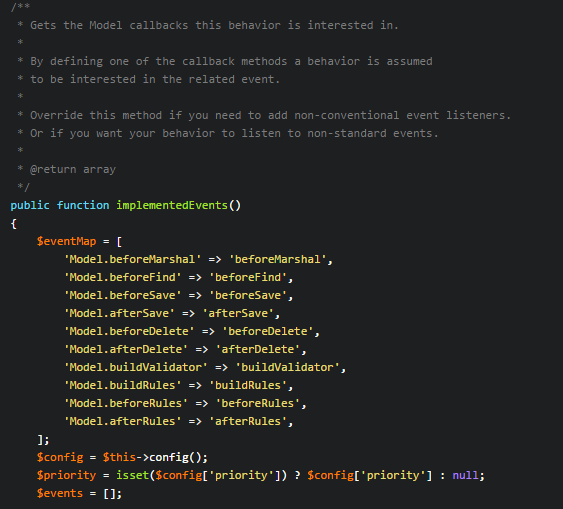 /**
 * Gets the Model callbacks this behavior is interested in.
 *
 * By defining one of the callback methods a behavior is assumed
 * to be interested in the related event.
 *
 * Override this method if you need to add non-conventional event listeners.
 * Or if you want your behavior to listen to non-standard events.
 *
 * @return array
 */
public function implementedEvents()
{
    $eventMap = [
        'Model.beforeMarshal' => 'beforeMarshal',
        'Model.beforeFind' => 'beforeFind',
        'Model.beforeSave' => 'beforeSave',
        'Model.afterSave' => 'afterSave',
        'Model.beforeDelete' => 'beforeDelete',
        'Model.afterDelete' => 'afterDelete',
        'Model.buildValidator' => 'buildValidator',
        'Model.buildRules' => 'buildRules',
        'Model.beforeRules' => 'beforeRules',
        'Model.afterRules' => 'afterRules',
    ];
    $config = $this->config();
    $priority = isset($config['priority']) ? $config['priority'] : null;
    $events = [];